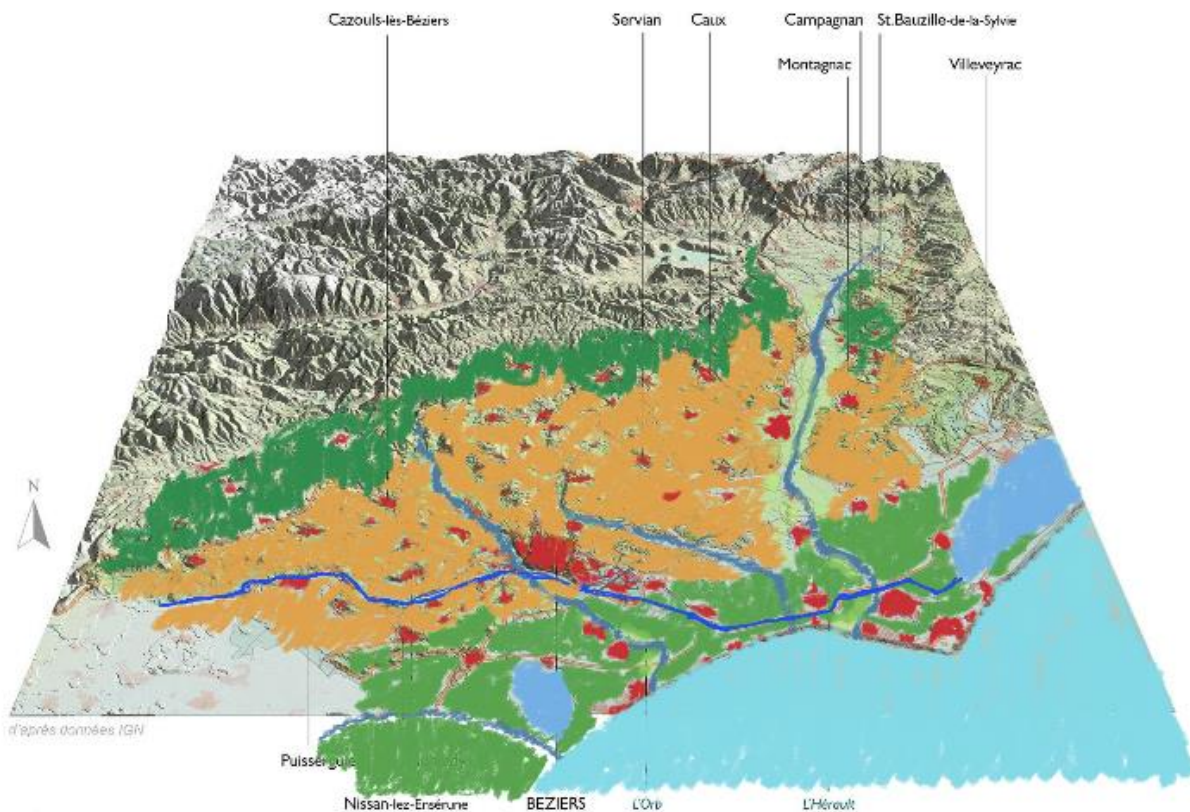 Cazouls-lès-Béziers Servian Caux Campagnan St.Bauzille-de-la-Sylvie
Montagnac Villeveyrac
N
d'après données IGN
Nissan-lez-Ensérune BEZIERS L'Orb L'Hérault